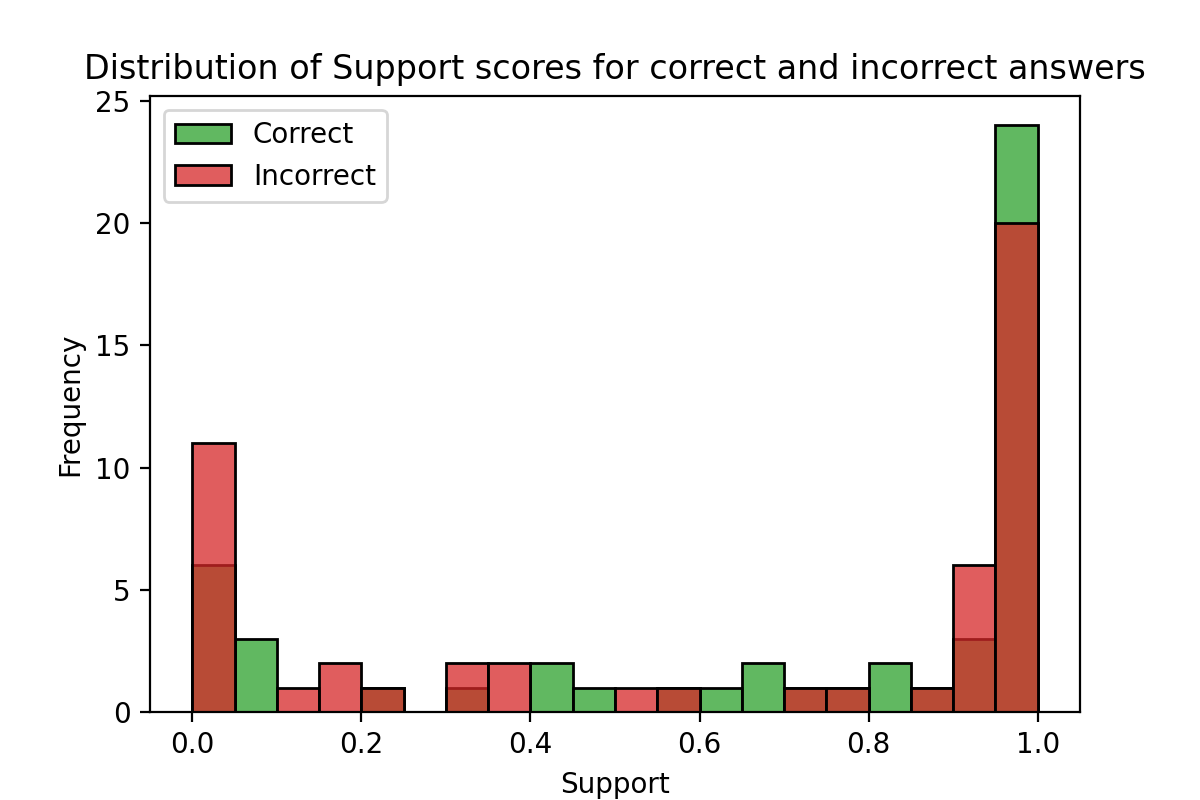 Distribution of Support scores for correct and incorrect answers
Correct
Incorrect
Frequency
25
20
15
10
5
0
0.0 0.2 0.4 0.6 0.8 1.0
Support